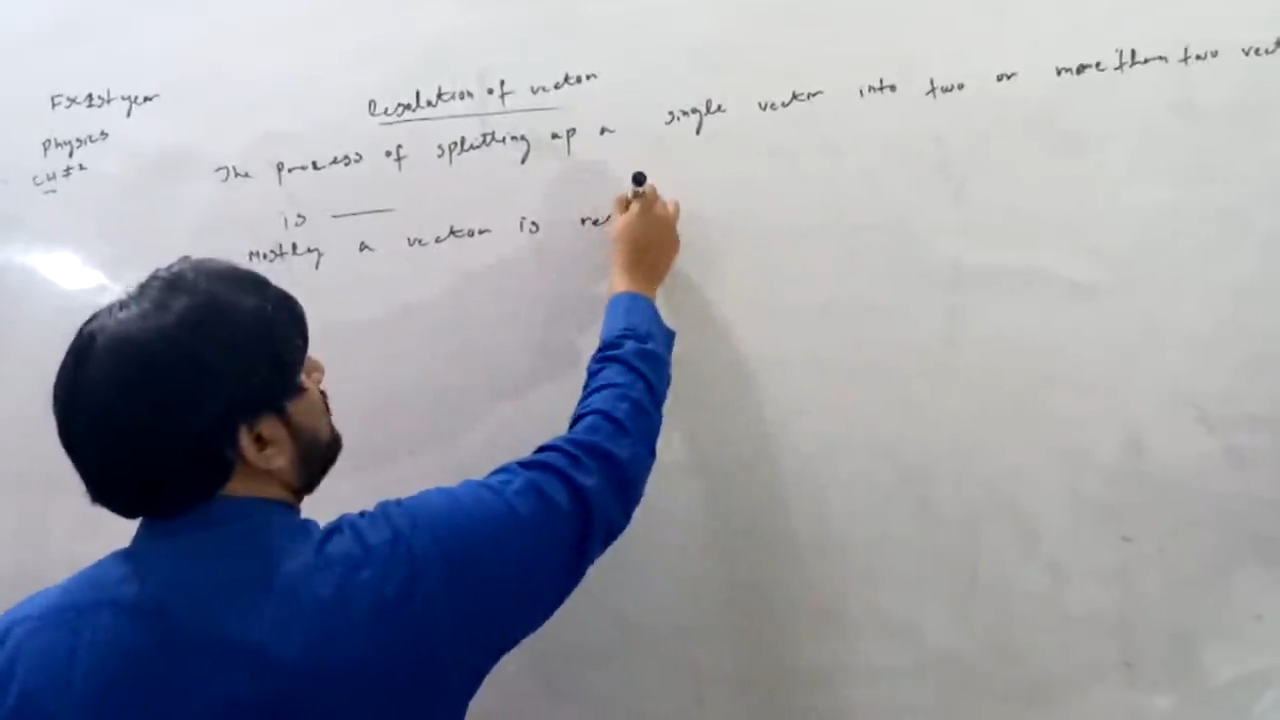 1st year
Physics
CH # 2
Resolution of vector
The process of splitting up a single vector into two or more than two vect
is ——
Mostly a vector is re